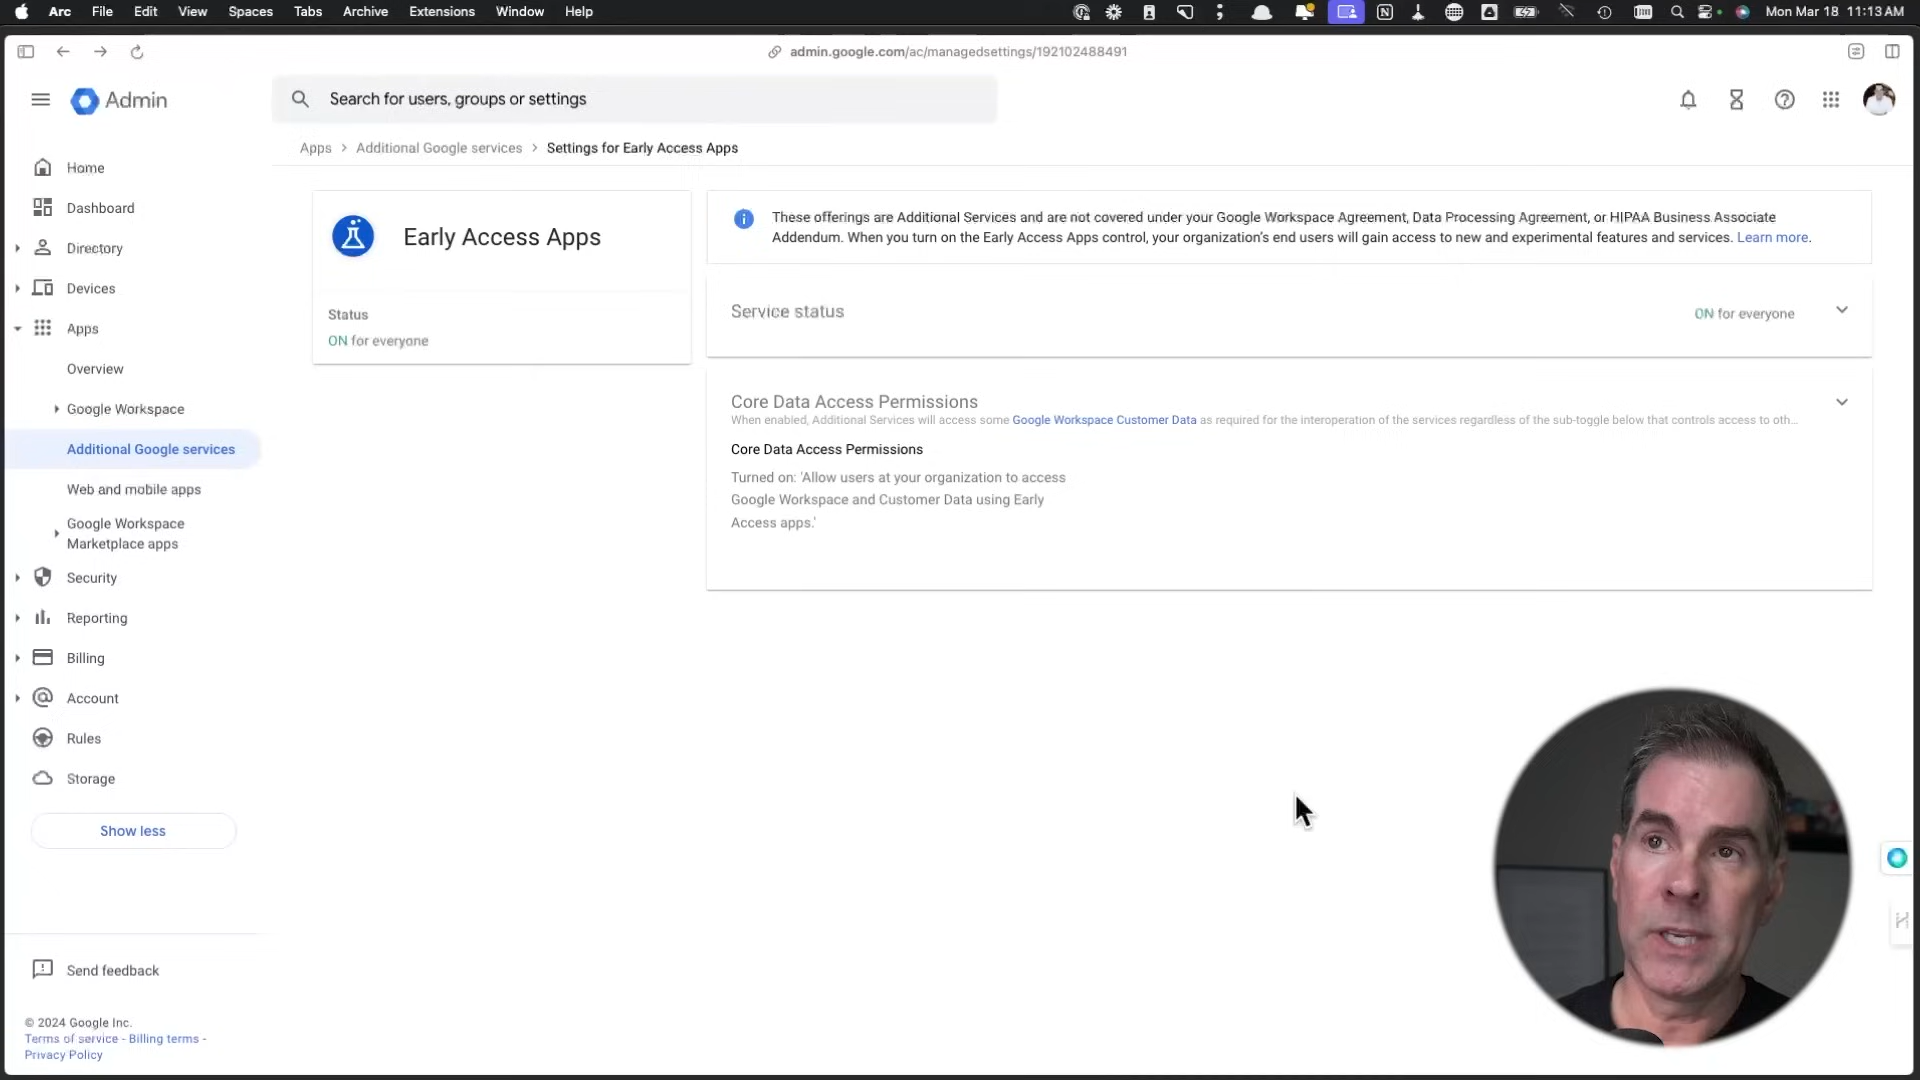 Arc File Edit View Spaces Tabs Archive Extensions Window Help
Mon Mar 18 11:13 AM
admin.google.com/ac/managedsettings/192102488491
Admin
Search for users, groups or settings
Apps > Additional Google services > Settings for Early Access Apps
Home
Dashboard
Directory
Devices
Apps
Overview
Google Workspace
Additional Google services
Web and mobile apps
Google Workspace
Marketplace apps
Security
Reporting
Billing
Account
Rules
Storage
Show less
Send feedback
© 2024 Google Inc.
Terms of service - Billing terms -
Privacy Policy
Early Access Apps
Status
ON for everyone
These offerings are Additional Services and are not covered under your Google Workspace Agreement, Data Processing Agreement, or HIPAA Business Associate
Addendum. When you turn on the Early Access Apps control, your organization's end users will gain access to new and experimental features and services. Learn more.
Service status
ON for everyone
Core Data Access Permissions
When enabled, Additional Services will access some Google Workspace Customer Data as required for the interoperation of the services regardless of the sub-toggle below that controls access to oth...
Core Data Access Permissions
Turned on: 'Allow users at your organization to access
Google Workspace and Customer Data using Early
Access apps.'